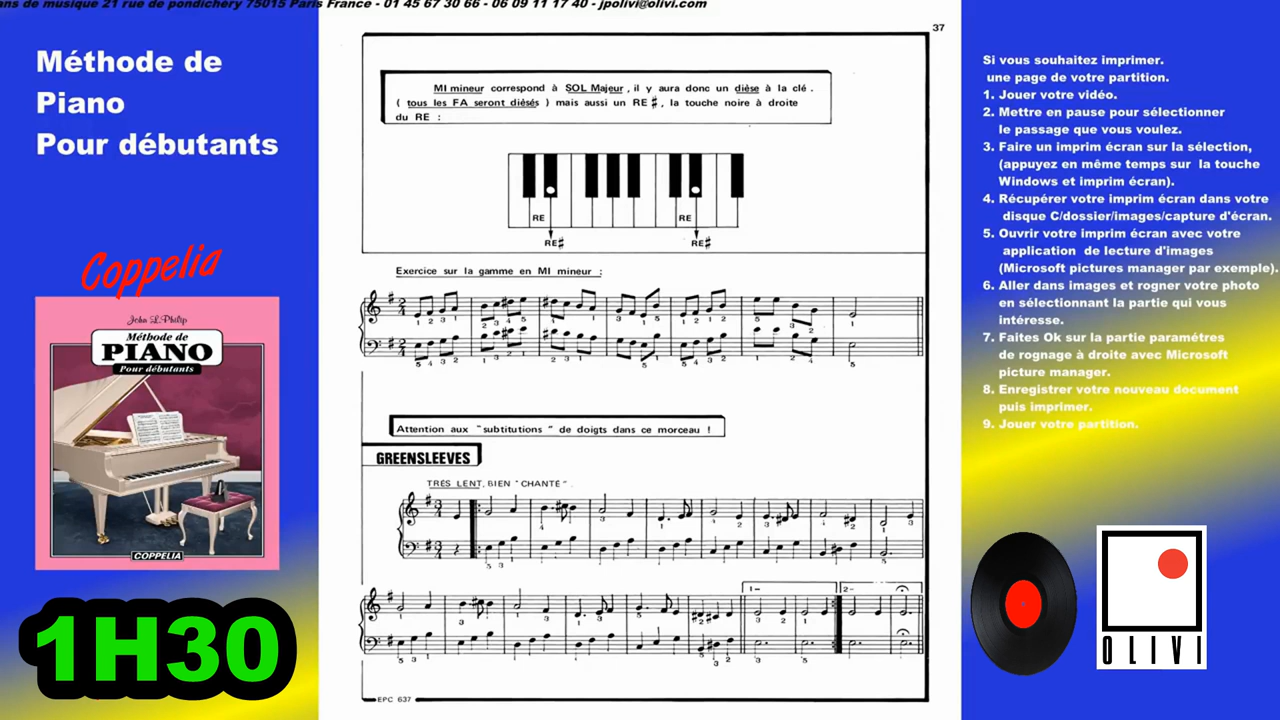 ans de musique 21 rue de pondichéry 75015 Paris France - 01 45 67 30 66 - 06 09 11 17 40 - jpolivi@olivi.com
Méthode de
Piano
Pour débutants
Coppelia
John L.Philip
Méthode de
PIANO
Pour débutants
COPPELIA
1H30
37
MI mineur correspond à SOL Majeur, il y aura donc un dièse à la clé.
( tous les FA seront dièsés ) mais aussi un RE ♯, la touche noire à droite
du RE :
RE RE
RE♯ RE♯
Exercice sur la gamme en MI mineur :
Attention aux "subtitutions" de doigts dans ce morceau !
GREENSLEEVES
TRÈS LENT, BIEN "CHANTÉ".
1- 2-
EPC 637
Si vous souhaitez imprimer.
une page de votre partition.
1. Jouer votre vidéo.
2. Mettre en pause pour sélectionner
le passage que vous voulez.
3. Faire un imprim écran sur la sélection,
(appuyez en même temps sur la touche
Windows et imprim écran).
4. Récupérer votre imprim écran dans votre
disque C/dossier/images/capture d'écran.
5. Ouvrir votre imprim écran avec votre
application de lecture d'images
(Microsoft pictures manager par exemple).
6. Aller dans images et rogner votre photo
en sélectionnant la partie qui vous
intéresse.
7. Faites Ok sur la partie paramétres
de rognage à droite avec Microsoft
picture manager.
8. Enregistrer votre nouveau document
puis imprimer.
9. Jouer votre partition.
OLIVI